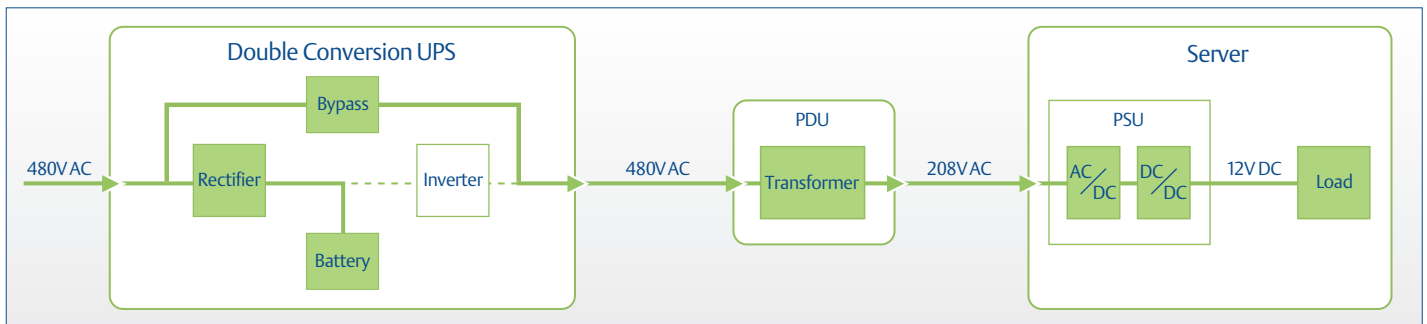 Double Conversion UPS
Server
Bypass
PDU
PSU
480V AC
Rectifier
Inverter
480V AC
Transformer
208V AC
AC/DC
DC/DC
12V DC
Load
Battery